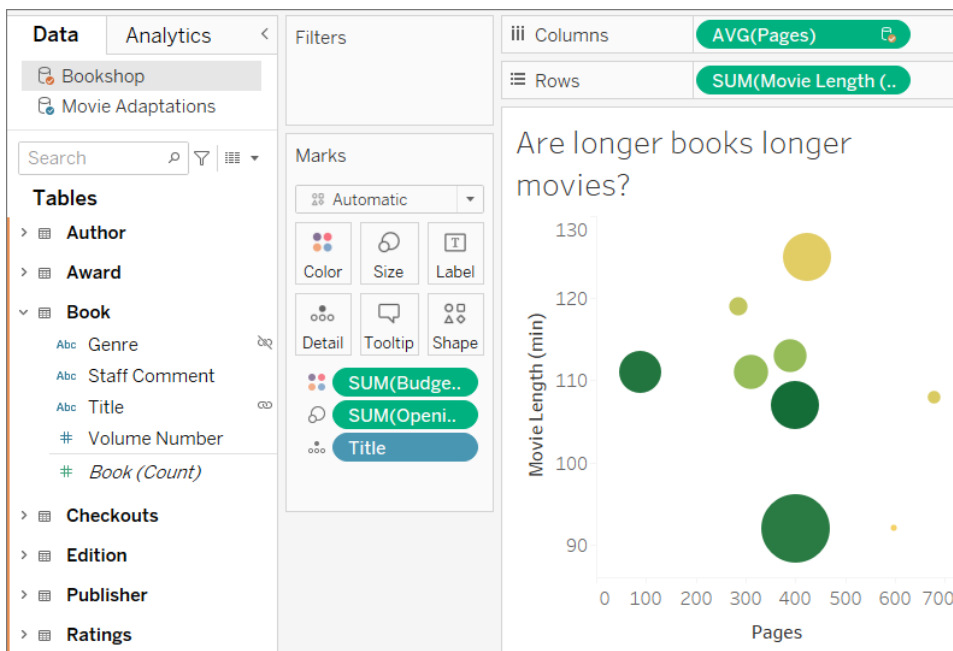 Data
Analytics
Bookshop
Movie Adaptations
Search
Tables
Author
Award
Book
Abc Genre
Abc Staff Comment
Abc Title
# Volume Number
# Book (Count)
Checkouts
Edition
Publisher
Ratings
Filters
Marks
Automatic
Color Size Label
Detail Tooltip Shape
SUM(Budge..
SUM(Openi..
Title
Columns AVG(Pages)
Rows SUM(Movie Length (..
Are longer books longer
movies?
Movie Length (min)
130
120
110
100
90
0 100 200 300 400 500 600 700
Pages